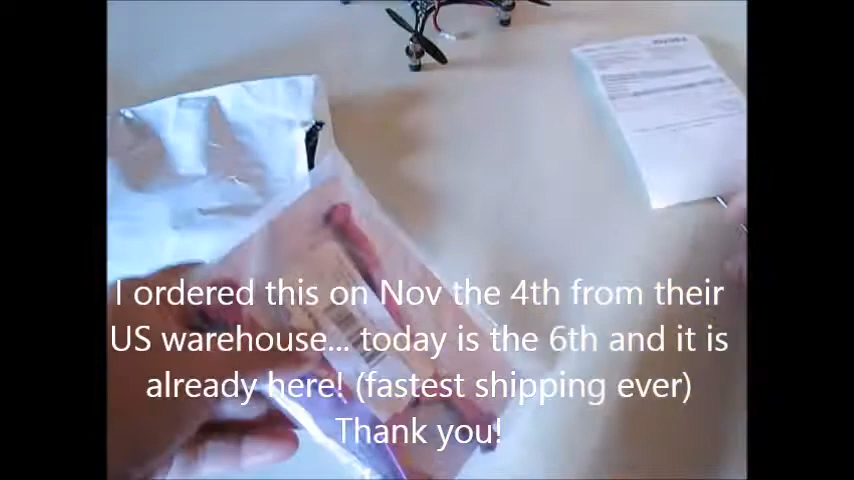 I ordered this on Nov the 4th from their
US warehouse... today is the 6th and it is
already here! (fastest shipping ever)
Thank you!